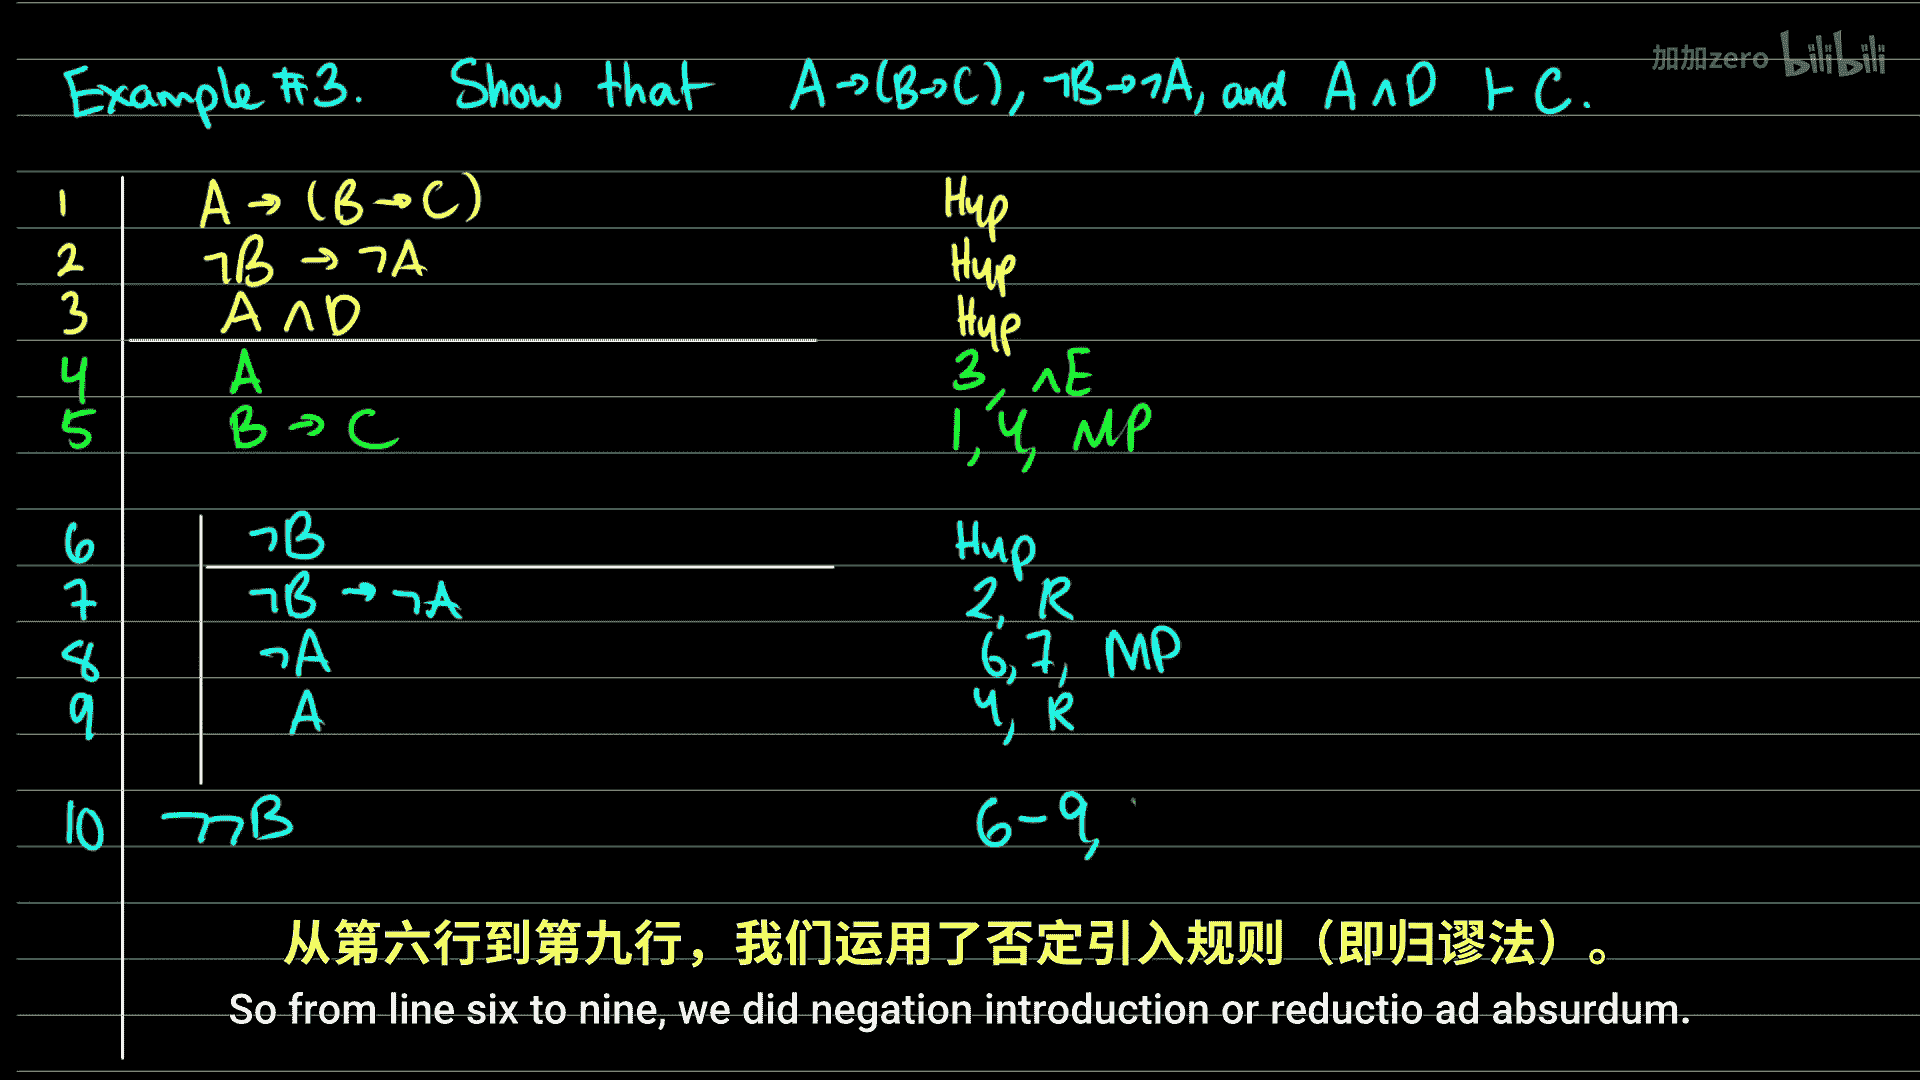 加加zero bilibili
Example #3. Show that A→(B→C), ¬B→¬A, and A∧D ⊢ C.
1 A→(B→C) Hyp
2 ¬B→¬A Hyp
3 A∧D Hyp
4 A 3, ∧E
5 B→C 1, 4, MP
6 ¬B Hyp
7 ¬B→¬A 2, R
8 ¬A 6, 7, MP
9 A 4, R
10 ¬¬B 6-9,
从第六行到第九行，我们运用了否定引入规则（即归谬法）。
So from line six to nine, we did negation introduction or reductio ad absurdum.